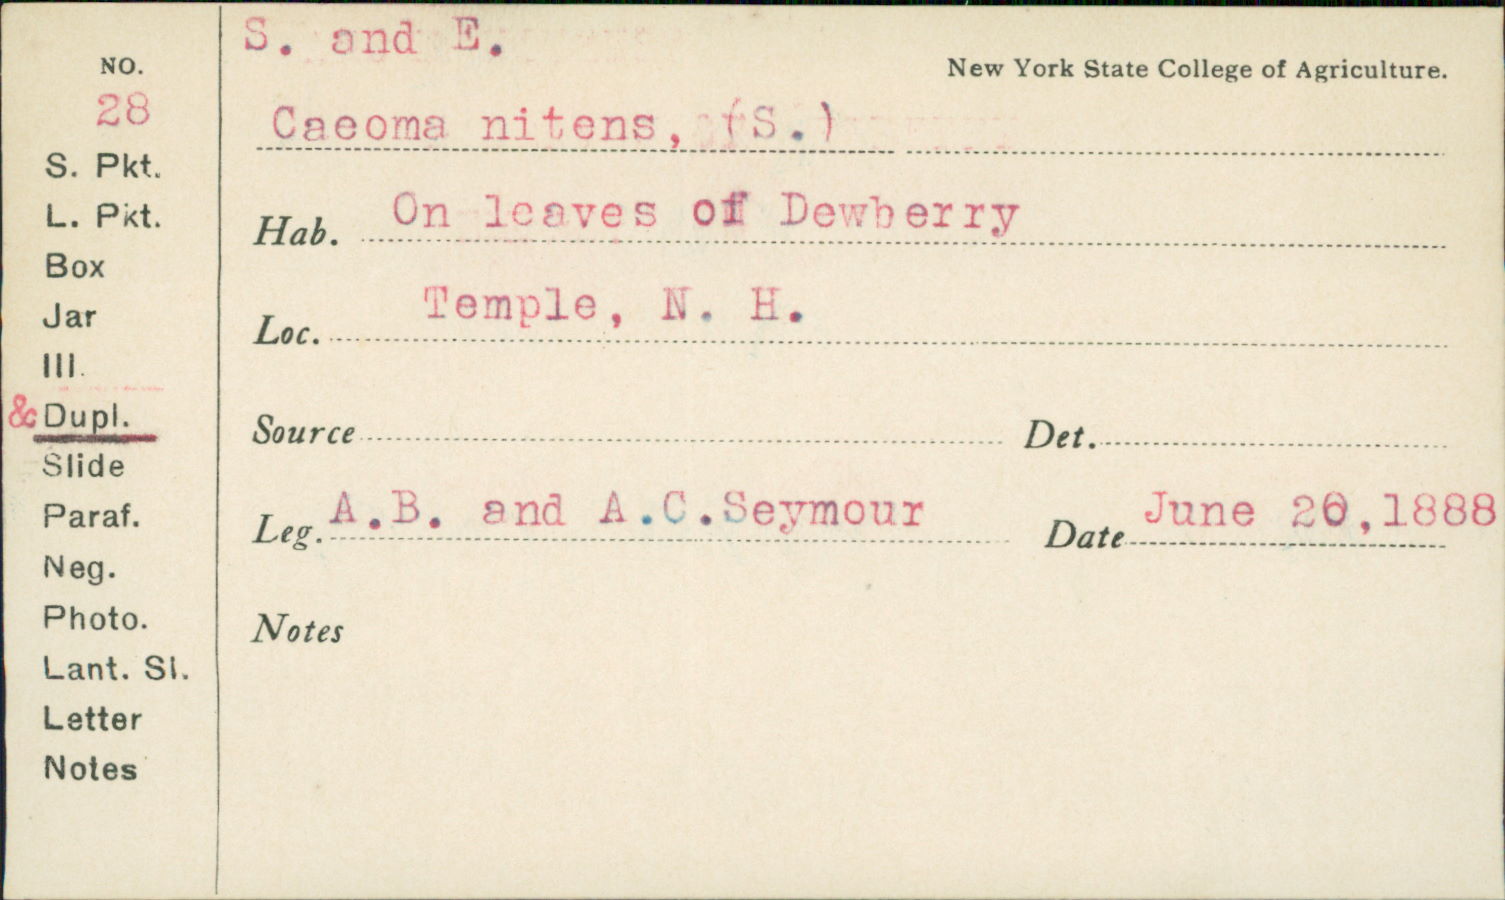 S. and E.
New York State College of Agriculture.
NO.
28
Caeoma nitens, (S.)
S. Pkt.
L. Pkt.
Box
Jar
Ill.
& Dupl.
Slide
Paraf.
Neg.
Photo.
Lant. Sl.
Letter
Notes
Hab. On leaves of Dewberry
Loc. Temple, N. H.
Source
Det.
Leg. A.B. and A.C.Seymour
Date June 20,1888
Notes